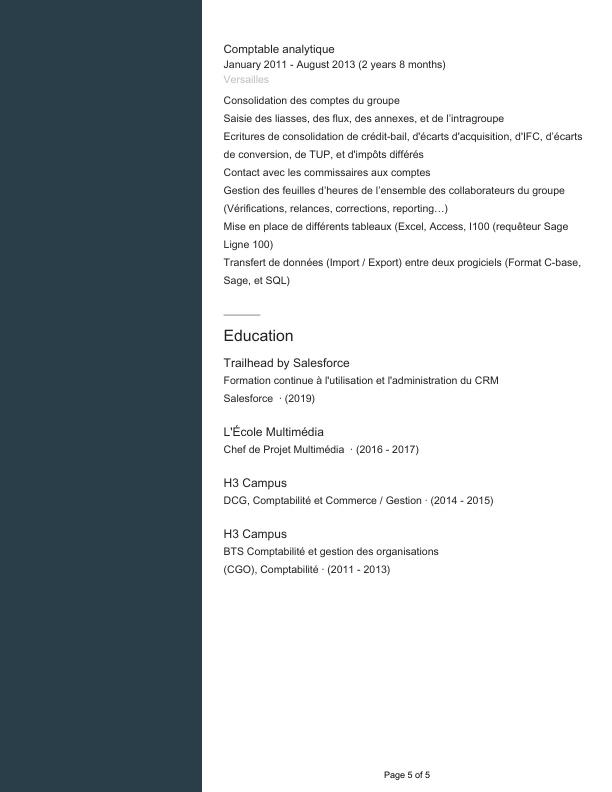 Comptable analytique
January 2011 - August 2013 (2 years 8 months)
Versailles
Consolidation des comptes du groupe
Saisie des liasses, des flux, des annexes, et de l’intragroupe
Ecritures de consolidation de crédit-bail, d'écarts d'acquisition, d'IFC, d’écarts
de conversion, de TUP, et d'impôts différés
Contact avec les commissaires aux comptes
Gestion des feuilles d’heures de l’ensemble des collaborateurs du groupe
(Vérifications, relances, corrections, reporting…)
Mise en place de différents tableaux (Excel, Access, I100 (requêteur Sage
Ligne 100)
Transfert de données (Import / Export) entre deux progiciels (Format C-base,
Sage, et SQL)
Education
Trailhead by Salesforce
Formation continue à l'utilisation et l'administration du CRM
Salesforce · (2019)
L'École Multimédia
Chef de Projet Multimédia · (2016 - 2017)
H3 Campus
DCG, Comptabilité et Commerce / Gestion · (2014 - 2015)
H3 Campus
BTS Comptabilité et gestion des organisations
(CGO), Comptabilité · (2011 - 2013)
Page 5 of 5